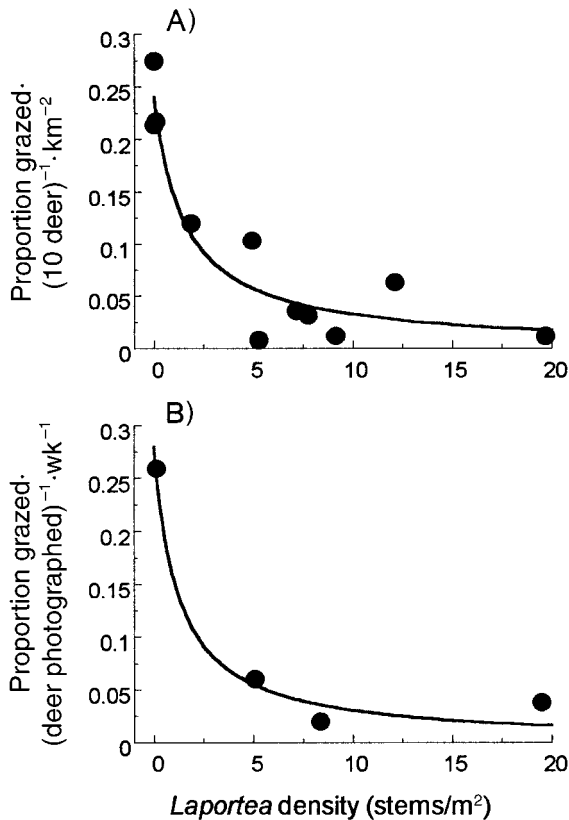 A)
Proportion grazed·
(10 deer)⁻¹·km⁻²
0.3
0.25
0.2
0.15
0.1
0.05
0
0 5 10 15 20
B)
Proportion grazed·
(deer photographed)⁻¹·wk⁻¹
0.3
0.25
0.2
0.15
0.1
0.05
0
0 5 10 15 20
Laportea density (stems/m²)